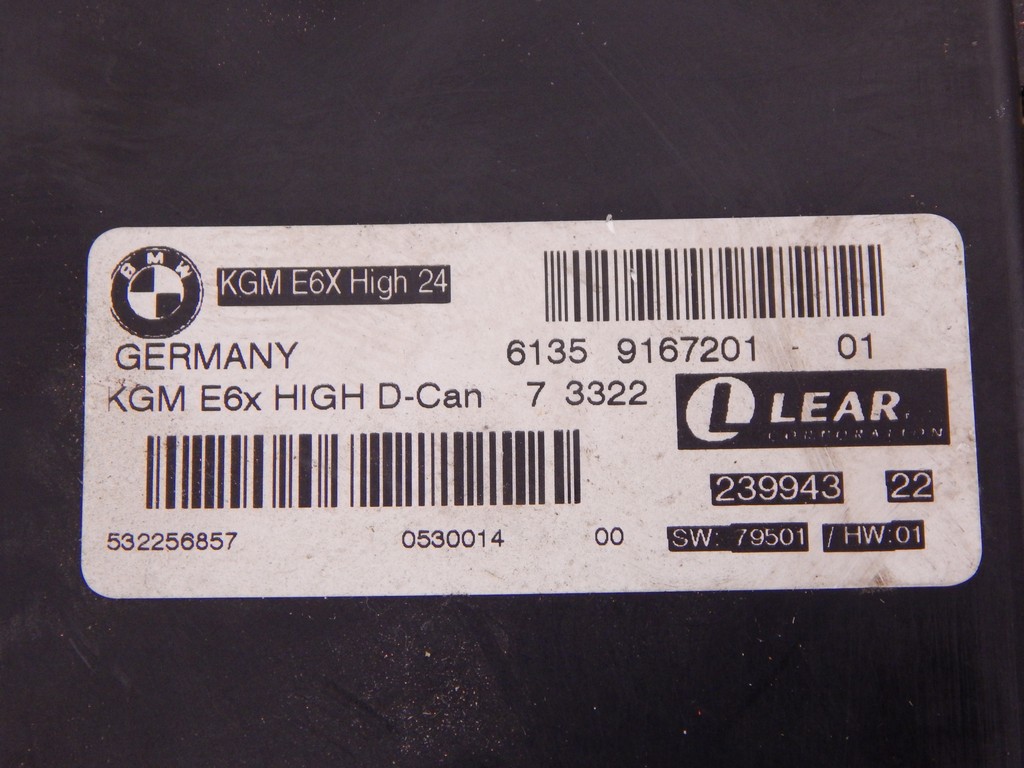 BMW
KGM E6X High 24
GERMANY 6135 9167201 - 01
KGM E6x HIGH D-Can 7 3322
L LEAR
CORPORATION
239943 22
532256857 0530014 00 SW: 79501 / HW:01